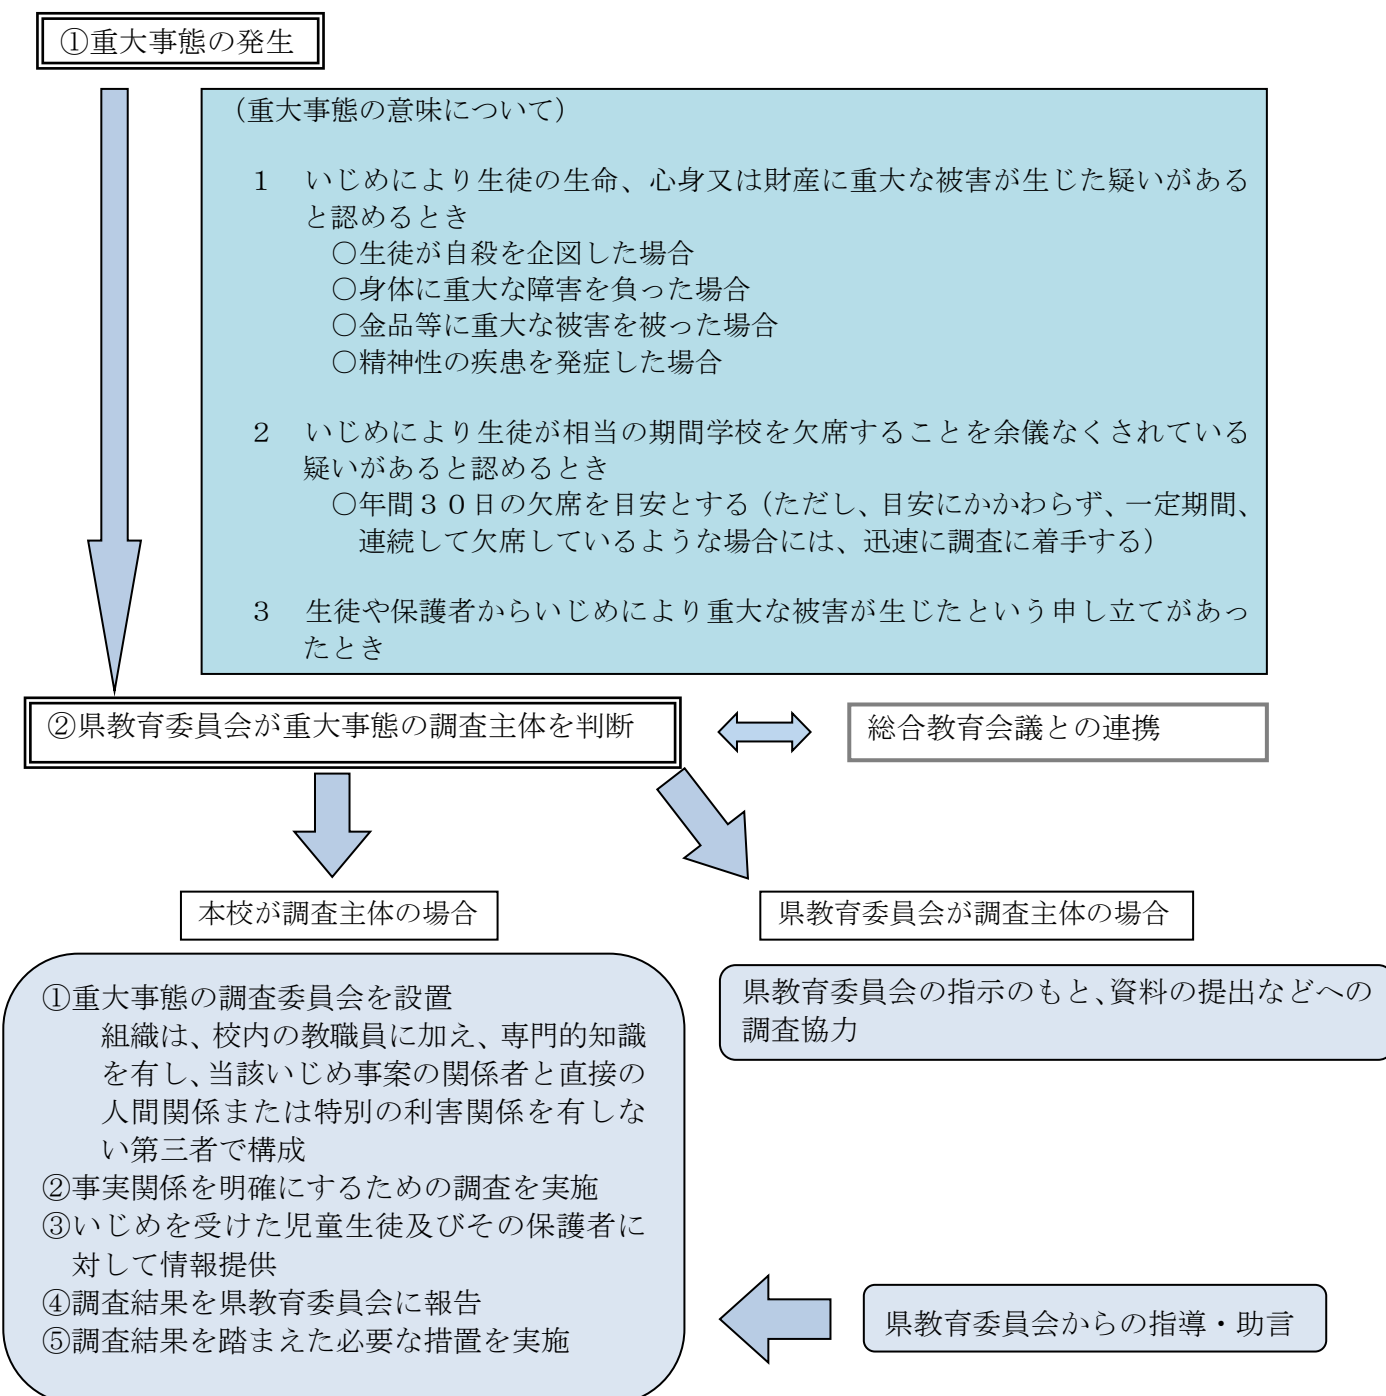 ①重大事態の発生
(重大事態の意味について)
1 いじめにより生徒の生命、心身又は財産に重大な被害が生じた疑いがある
と認めるとき
○生徒が自殺を企図した場合
○身体に重大な障害を負った場合
○金品等に重大な被害を被った場合
○精神性の疾患を発症した場合
2 いじめにより生徒が相当の期間学校を欠席することを余儀なくされている
疑いがあると認めるとき
○年間30日の欠席を目安とする(ただし、目安にかかわらず、一定期間、
連続して欠席しているような場合には、迅速に調査に着手する)
3 生徒や保護者からいじめにより重大な被害が生じたという申し立てがあっ
たとき
②県教育委員会が重大事態の調査主体を判断
総合教育会議との連携
本校が調査主体の場合
県教育委員会が調査主体の場合
①重大事態の調査委員会を設置
組織は、校内の教職員に加え、専門的知識
を有し、当該いじめ事案の関係者と直接の
人間関係または特別の利害関係を有しな
い第三者で構成
②事実関係を明確にするための調査を実施
③いじめを受けた児童生徒及びその保護者に
対して情報提供
④調査結果を県教育委員会に報告
⑤調査結果を踏まえた必要な措置を実施
県教育委員会の指示のもと、資料の提出などへの
調査協力
県教育委員会からの指導・助言